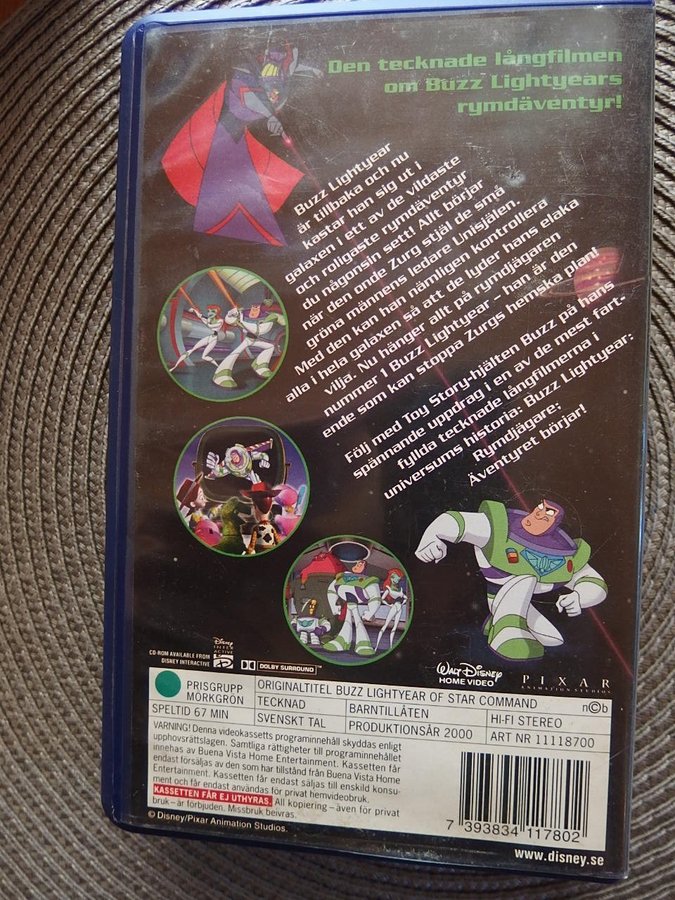 Den tecknade långfilmen
om Buzz Lightyears
rymdäventyr!
Buzz Lightyear
är tillbaka och nu
kastar han sig ut i
galaxen i ett av de vildaste
och roligaste rymdäventyr
du någonsin sett! Allt börjar
när den onde Zurg stjäl de små
gröna männens ledare Unisjälen.
Med den kan han nämligen kontrollera
alla i hela galaxen så att de lyder hans elaka
vilja. Nu hänger allt på rymdjägaren
nummer 1 Buzz Lightyear – han är den
ende som kan stoppa Zurgs hemska plan!
Följ med Toy Story-hjälten Buzz på hans
spännande uppdrag i en av de mest fart-
fyllda tecknade långfilmerna i
universums historia: Buzz Lightyear:
Rymdjägare:
Äventyret börjar!
CD-ROM AVAILABLE FROM
DISNEY INTERACTIVE
Disney
INTER
ACTIVE
DOLBY SURROUND
WALT DISNEY
HOME VIDEO
PIXAR
ANIMATION STUDIOS
PRISGRUPP
MÖRKGRÖN
ORIGINALTITEL BUZZ LIGHTYEAR OF STAR COMMAND
n©b
TECKNAD
BARNTILLÅTEN
SPELTID 67 MIN
SVENSKT TAL
PRODUKTIONSÅR 2000
HI-FI STEREO
ART NR 11118700
VARNING! Denna videokassetts programinnehåll skyddas enligt
upphovsrättslagen. Samtliga rättigheter till programinnehållet
innehas av Buena Vista Home Entertainment. Kassetten får
endast försäljas av den som har tillstånd från Buena Vista Home
Entertainment. Kassetten får endast säljas till enskild konsu-
ment och får endast användas för privat hemvideobruk.
KASSETTEN FÅR EJ UTHYRAS. All kopiering – även för privat
bruk – är förbjuden. Missbruk beivras.
© Disney/Pixar Animation Studios.
7 393834 117802
www.disney.se